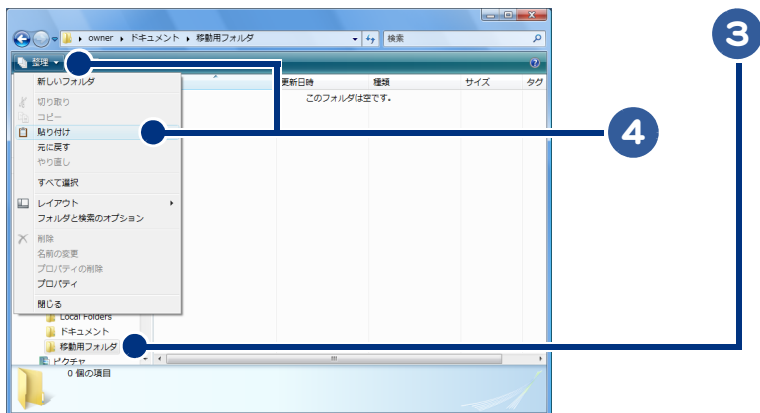 owner ▸ ドキュメント ▸ 移動用フォルダ
検索
整理
新しいフォルダ
更新日時 種類 サイズ タグ
このフォルダは空です。
切り取り
コピー
貼り付け
元に戻す
やり直し
すべて選択
レイアウト
フォルダと検索のオプション
削除
名前の変更
プロパティの削除
プロパティ
閉じる
Local Folders
ドキュメント
移動用フォルダ
ピクチャ
0 個の項目
3
4